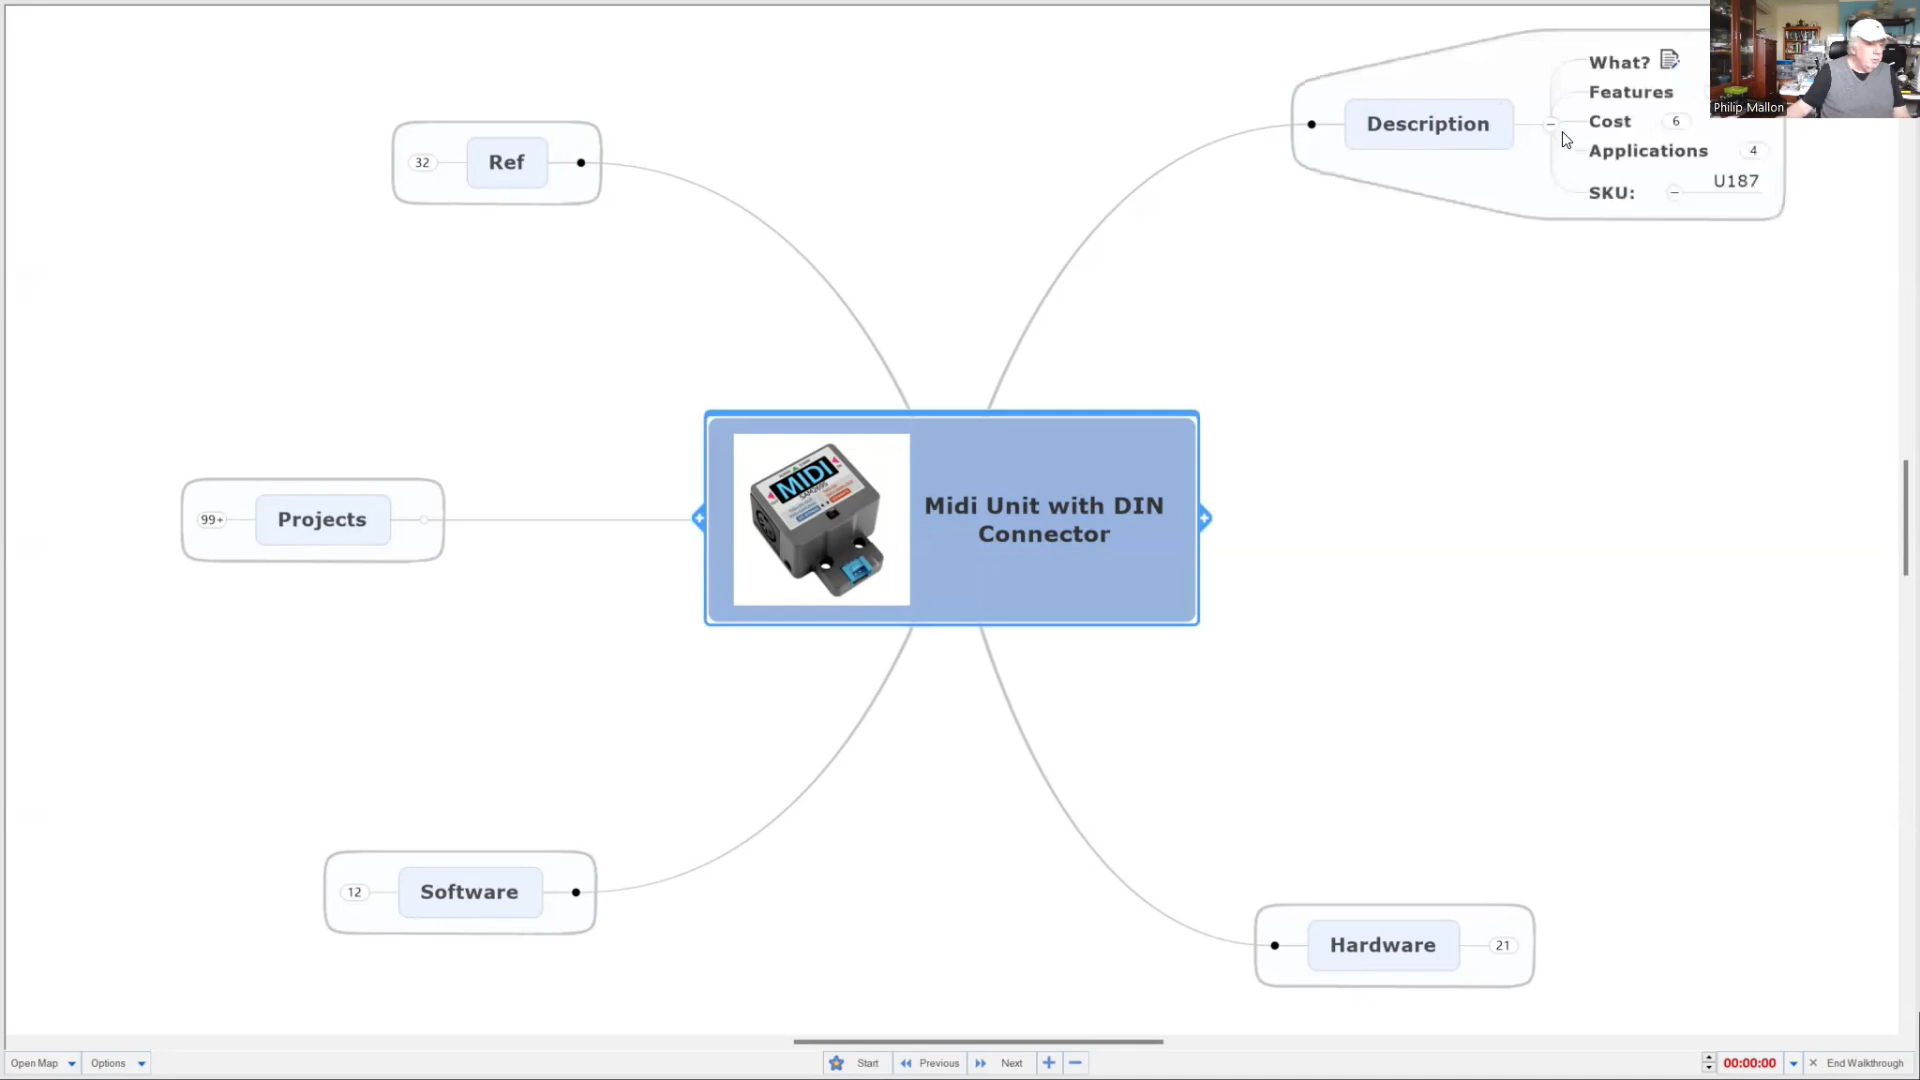 What?
Features
Philip Mallon
Description
Cost 6
Applications 4
SKU: U187
32 Ref
MIDI
Midi Unit with DIN
Connector
99+ Projects
12 Software
Hardware 21
Open Map Options Start Previous Next 00:00:00 End Walkthrough